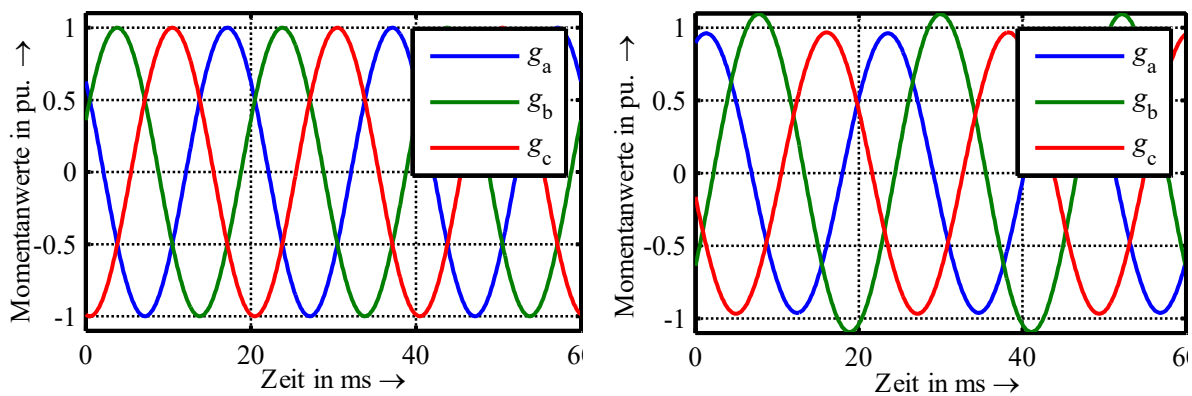 Momentanwerte in pu. →
1
0.5
0
-0.5
-1
g_a
g_b
g_c
0
20
40
60
Zeit in ms →
Momentanwerte in pu. →
1
0.5
0
-0.5
-1
g_a
g_b
g_c
0
20
40
60
Zeit in ms →